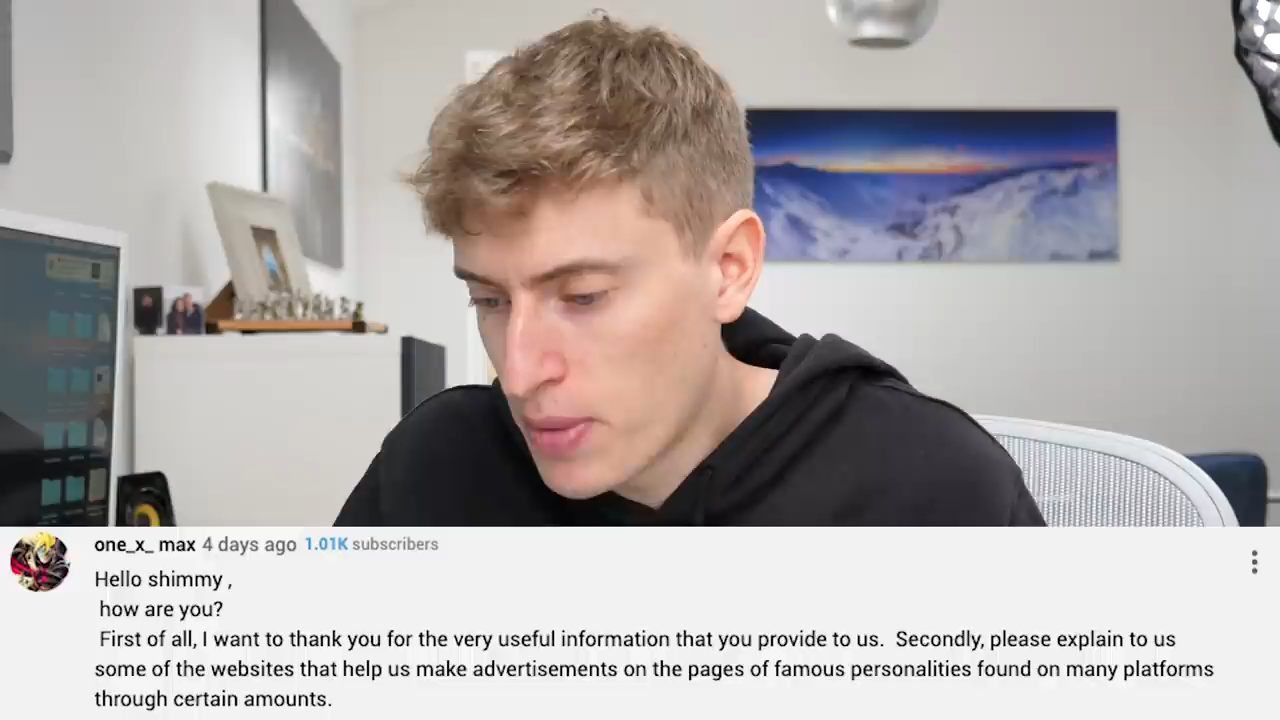 one_x_ max 4 days ago 1.01K subscribers
Hello shimmy ,
how are you?
First of all, I want to thank you for the very useful information that you provide to us. Secondly, please explain to us
some of the websites that help us make advertisements on the pages of famous personalities found on many platforms
through certain amounts.